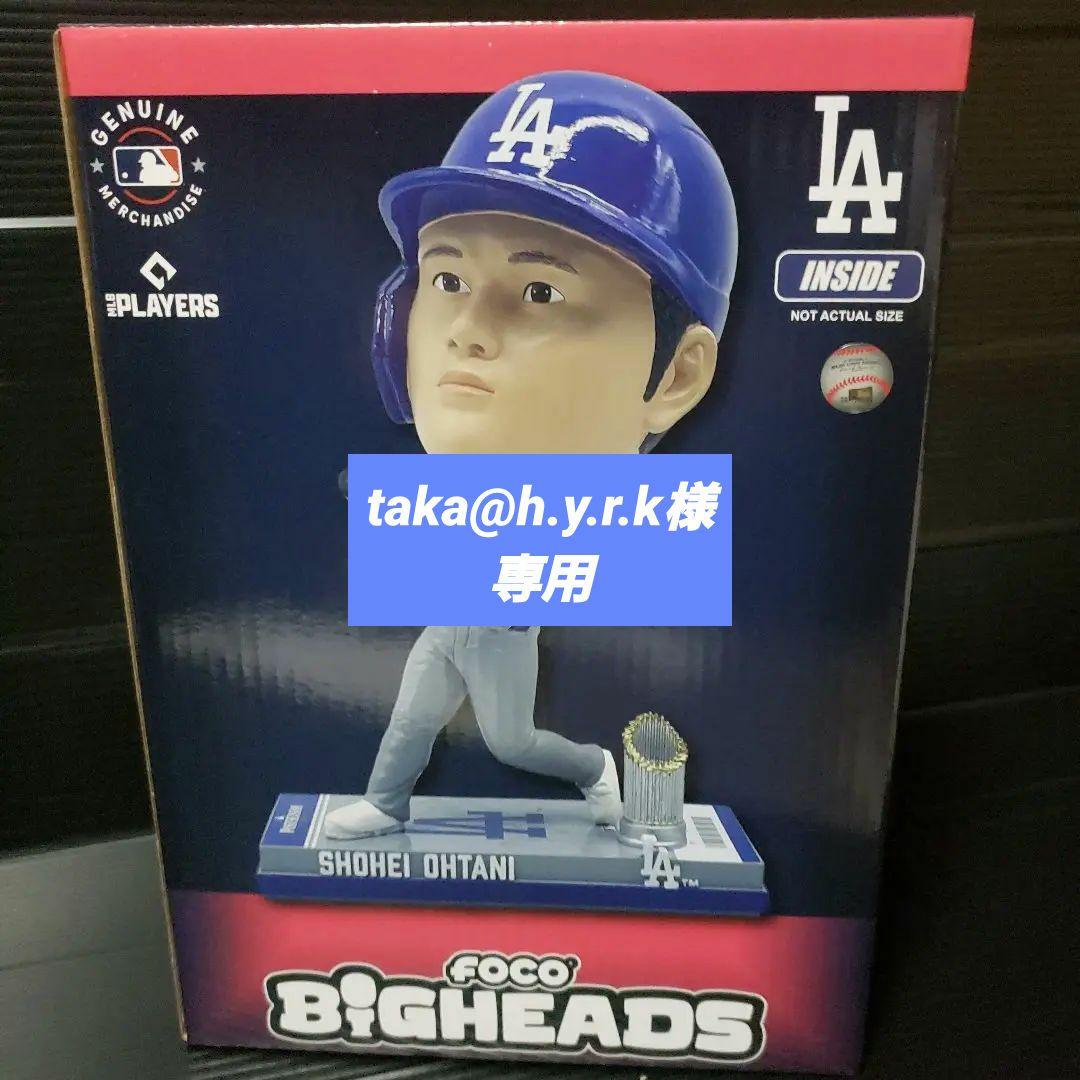 GENUINE
MERCHANDISE
MLB PLAYERS
LA
LA
INSIDE
NOT ACTUAL SIZE
taka@h.y.r.k様
専用
LA
SHOHEI OHTANI
LA™
FOCO
BIGHEADS